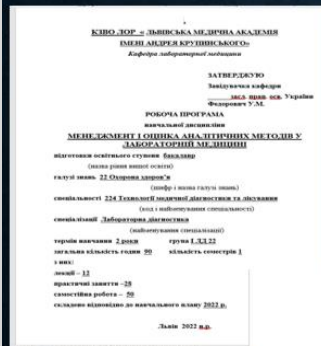 КЗВО ЛОР « ЛЬВІВСЬКА МЕДИЧНА АКАДЕМІЯ
ІМЕНІ АНДРЕЯ КРУПИНСЬКОГО»
Кафедра лабораторної медицини
ЗАТВЕРДЖУЮ
Завідувачка кафедри
засл. прац. осв. України
Федорович У.М.
РОБОЧА ПРОГРАМА
навчальної дисципліни
МЕНЕДЖМЕНТ І ОЦІНКА АНАЛІТИЧНИХ МЕТОДІВ У
ЛАБОРАТОРНІЙ МЕДИЦИНІ
підготовки освітнього ступеня бакалавр
(назва рівня вищої освіти)
галузі знань 22 Охорона здоров'я
(шифр і назва галузі знань)
спеціальності 224 Технології медичної діагностики та лікування
(код і найменування спеціальності)
спеціалізації Лабораторна діагностика
(найменування спеціалізації)
термін навчання 2 роки група І ЛД 22
загальна кількість годин 90 кількість семестрів 1
з них:
лекції – 12
практичні заняття –28
самостійна робота – 50
складено відповідно до навчального плану 2022 р.
Львів 2022 н.р.